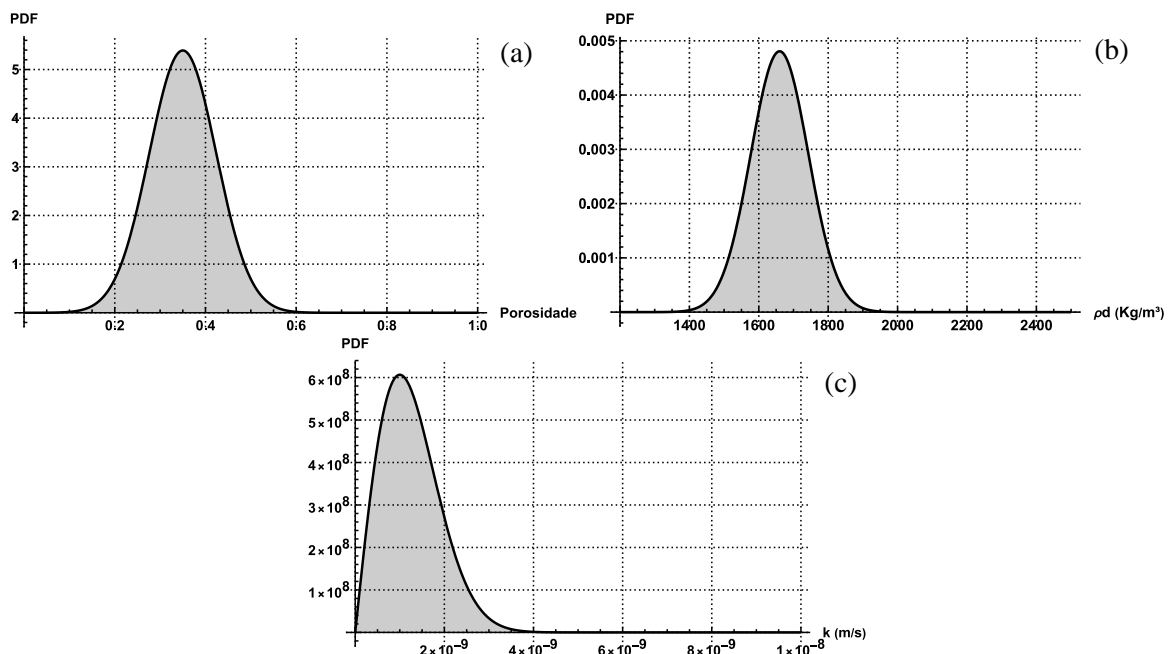 PDF
(a)
5
4
3
2
1
0.2 0.4 0.6 0.8 1.0
Porosidade
PDF
(b)
0.005
0.004
0.003
0.002
0.001
1400 1600 1800 2000 2200 2400
ρd (Kg/m³)
PDF
(c)
6×10⁸
5×10⁸
4×10⁸
3×10⁸
2×10⁸
1×10⁸
2×10⁻⁹ 4×10⁻⁹ 6×10⁻⁹ 8×10⁻⁹ 1×10⁻⁸
k (m/s)